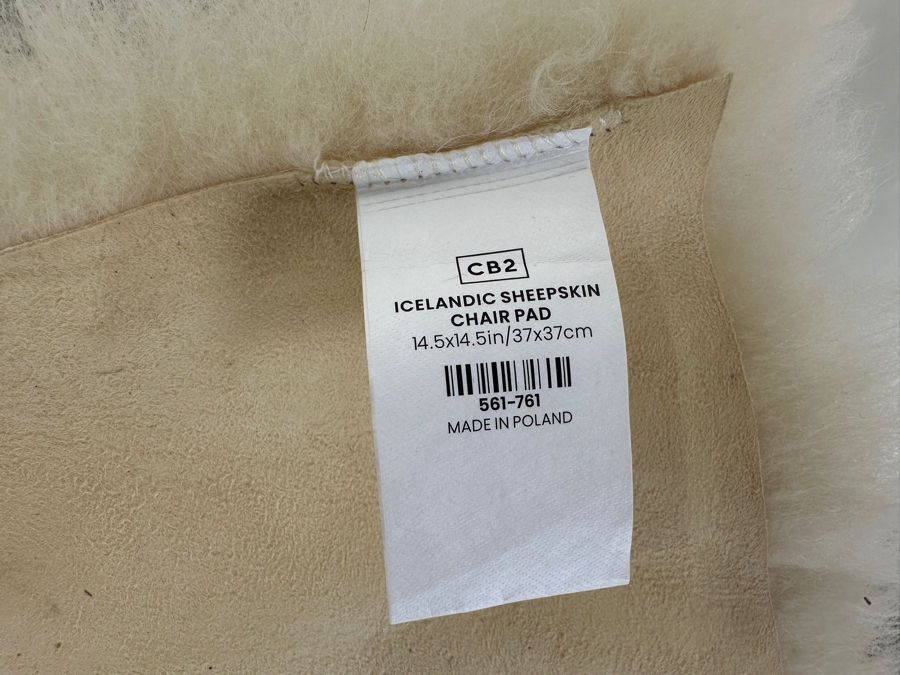 CB2
ICELANDIC SHEEPSKIN
CHAIR PAD
14.5x14.5in/37x37cm
561-761
MADE IN POLAND